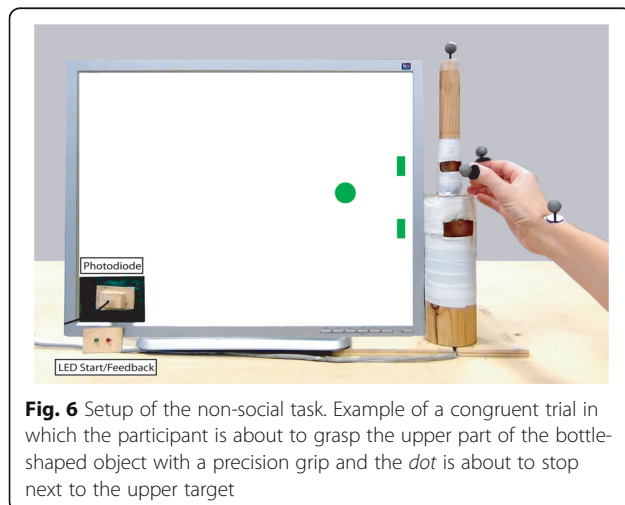 Photodiode
LED Start/Feedback
Fig. 6 Setup of the non-social task. Example of a congruent trial in
which the participant is about to grasp the upper part of the bottle-
shaped object with a precision grip and the dot is about to stop
next to the upper target